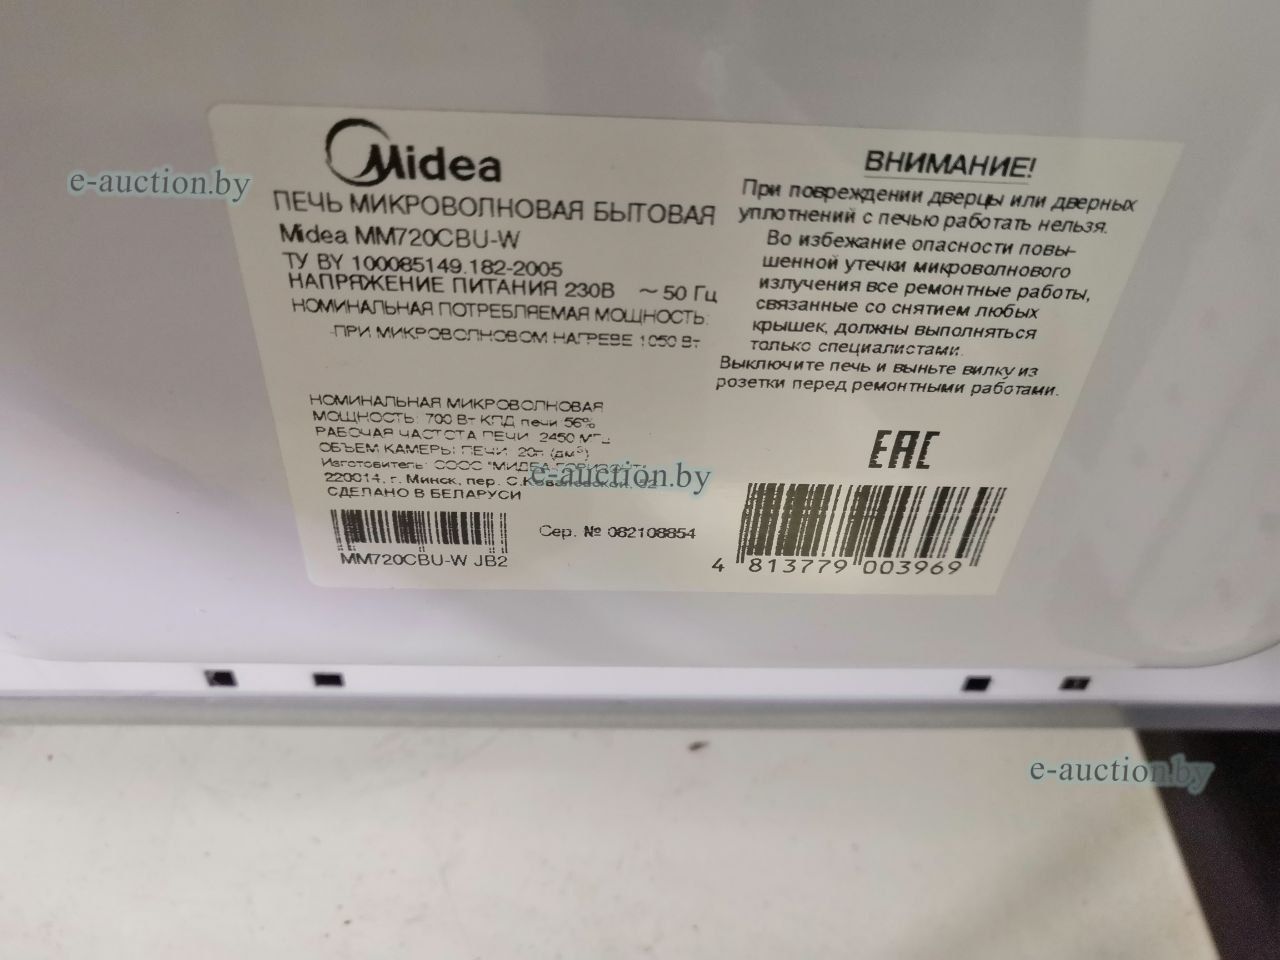 Midea
ПЕЧЬ МИКРОВОЛНОВАЯ БЫТОВАЯ
Midea MM720CBU-W
ТУ BY 100085149.182-2005
НАПРЯЖЕНИЕ ПИТАНИЯ 230В ~ 50 Гц
НОМИНАЛЬНАЯ ПОТРЕБЛЯЕМАЯ МОЩНОСТЬ:
-ПРИ МИКРОВОЛНОВОМ НАГРЕВЕ 1050 Вт
НОМИНАЛЬНАЯ МИКРОВОЛНОВАЯ
МОЩНОСТЬ: 700 Вт КПД печи 56%
РАБОЧАЯ ЧАСТОТА ПЕЧИ 2450 МГц
ОБЪЕМ КАМЕРЫ ПЕЧИ 20л (дм³)
Изготовитель: СООО "МИДЕА-ГОРИЗОНТ"
220014, г. Минск, пер. С.Ковалевской, 62
СДЕЛАНО В БЕЛАРУСИ
MM720CBU-W JB2
Сер. № 082108854
ВНИМАНИЕ!
При повреждении дверцы или дверных
уплотнений с печью работать нельзя.
Во избежание опасности повы-
шенной утечки микроволнового
излучения все ремонтные работы,
связанные со снятием любых
крышек, должны выполняться
только специалистами.
Выключите печь и выньте вилку из
розетки перед ремонтными работами.
EAC
4 813779 003969
e-auction.by
e-auction.by
e-auction.by